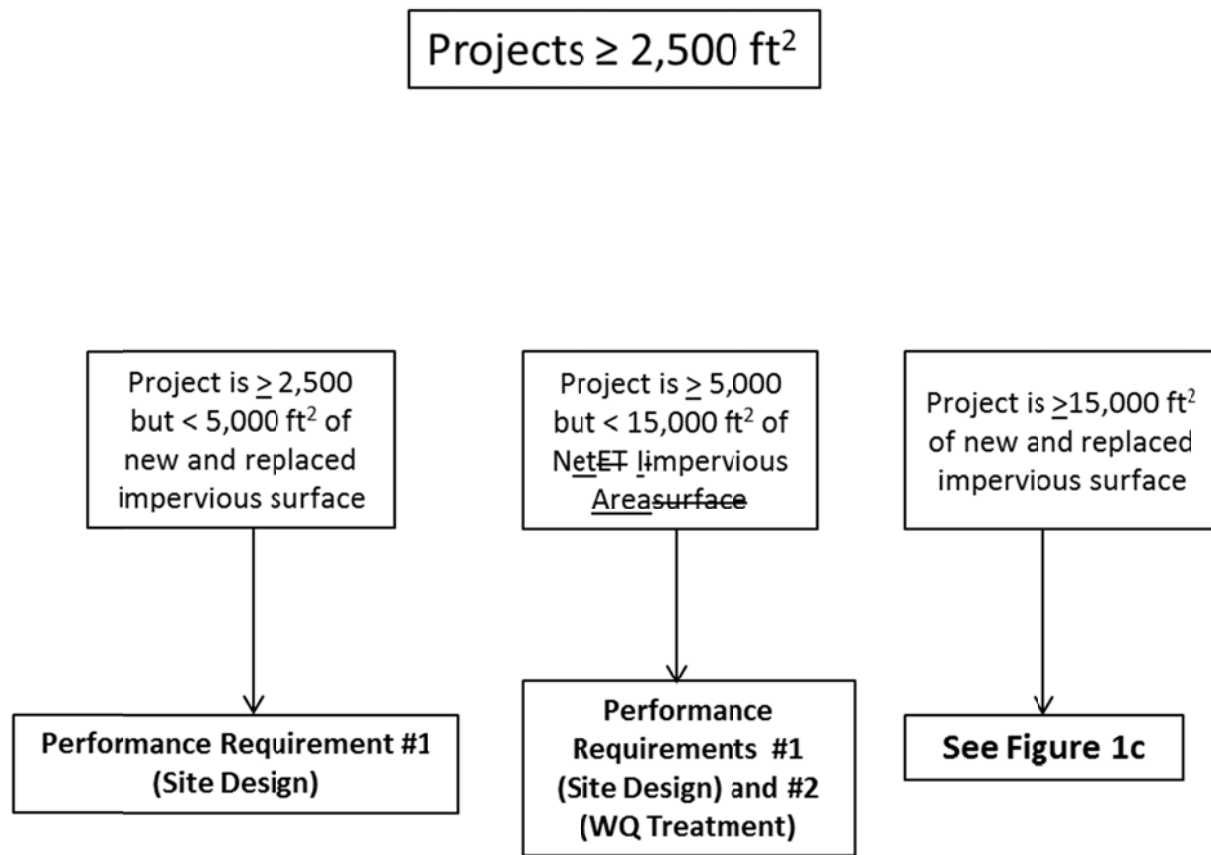 Projects ≥ 2,500 ft²
Project is ≥ 2,500
but < 5,000 ft² of
new and replaced
impervious surface
Project is ≥ 5,000
but < 15,000 ft² of
NetET Iimpervious
Areasurface
Project is ≥15,000 ft²
of new and replaced
impervious surface
Performance Requirement #1
(Site Design)
Performance
Requirements #1
(Site Design) and #2
(WQ Treatment)
See Figure 1c